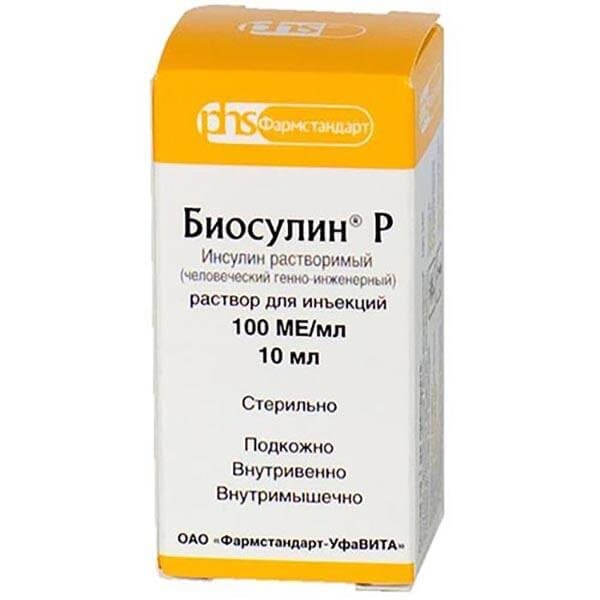 phs
phs Фармстандарт
Биосулин® Р
Инсулин растворимый
(человеческий генно-инженерный)
раствор для инъекций
100 МЕ/мл
10 мл
Стерильно
Подкожно
Внутривенно
Внутримышечно
ОАО «Фармстандарт-УфаВИТА»